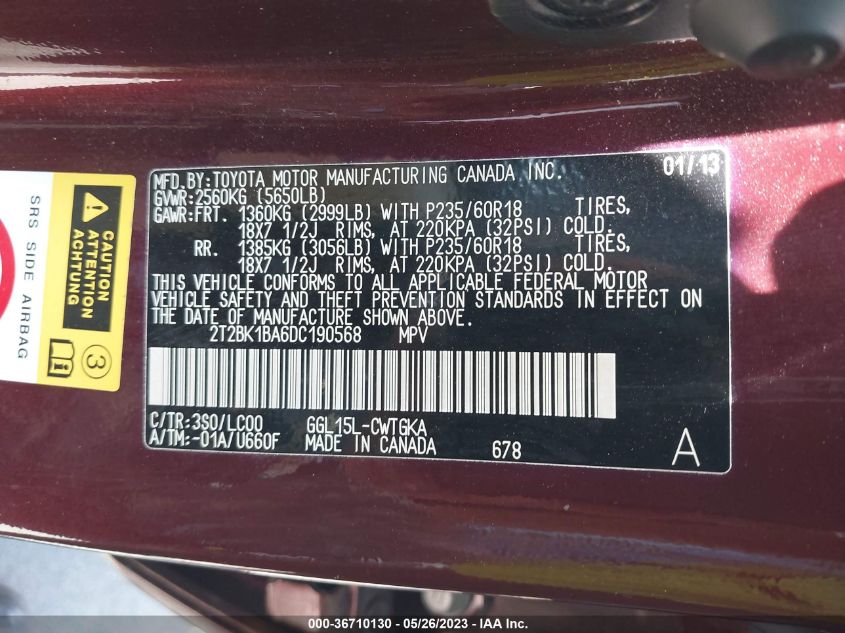 MFD.BY:TOYOTA MOTOR MANUFACTURING CANADA INC. 01/13
GVWR:2560KG (5650LB)
GAWR:FRT. 1360KG (2999LB) WITH P235/60R18 TIRES,
18X7 1/2J RIMS, AT 220KPA (32PSI) COLD.
RR. 1385KG (3056LB) WITH P235/60R18 TIRES,
18X7 1/2J RIMS, AT 220KPA (32PSI) COLD.
THIS VEHICLE CONFORMS TO ALL APPLICABLE FEDERAL MOTOR
VEHICLE SAFETY AND THEFT PREVENTION STANDARDS IN EFFECT ON
THE DATE OF MANUFACTURE SHOWN ABOVE.
2T2BK1BA6DC190568 MPV
C/TR:3S0/LC00 GGL15L-CWTGKA
A/TM:-01A/U660F MADE IN CANADA 678 A
SRS SIDE AIRBAG
CAUTION
ATTENTION
ACHTUNG
3
000-36710130 - 05/26/2023 - IAA Inc.